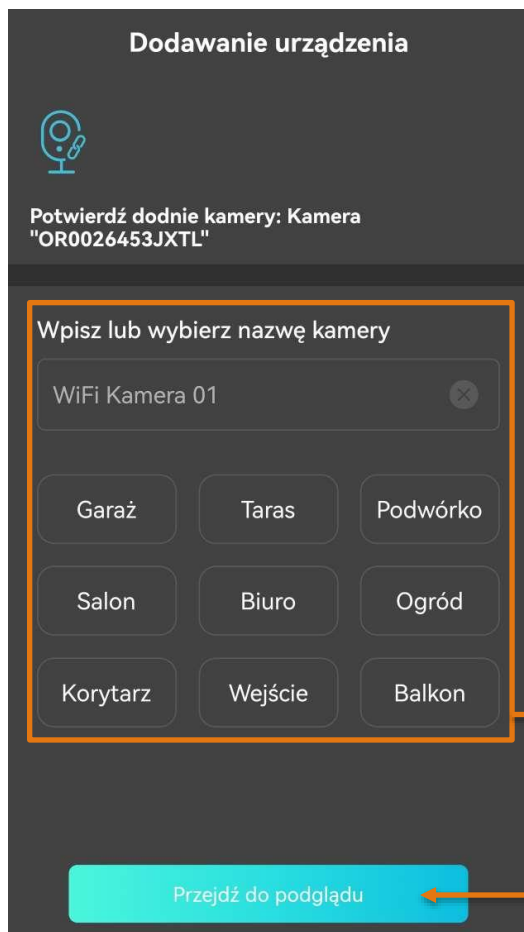 Dodawanie urządzenia
Potwierdź dodnie kamery: Kamera
"OR0026453JXTL"
Wpisz lub wybierz nazwę kamery
WiFi Kamera 01
Garaż Taras Podwórko
Salon Biuro Ogród
Korytarz Wejście Balkon
Przejdź do podglądu